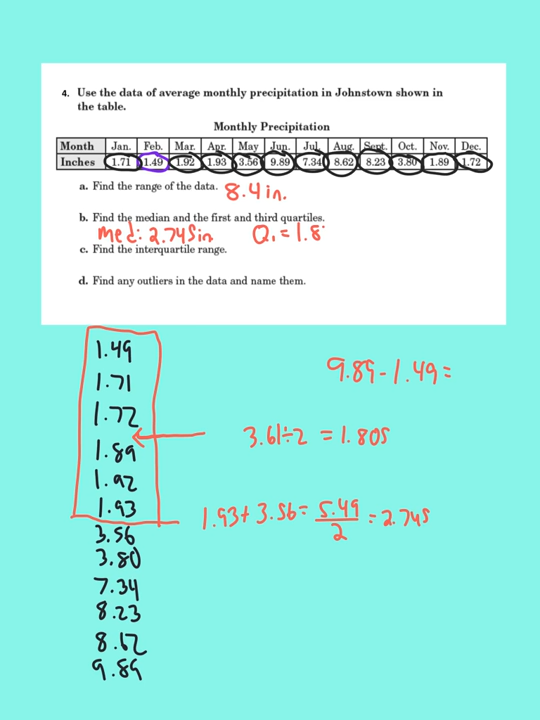 4. Use the data of average monthly precipitation in Johnstown shown in
the table.
Monthly Precipitation
Month Jan. Feb. Mar. Apr. May Jun. Jul. Aug. Sept. Oct. Nov. Dec.
Inches 1.71 1.49 1.92 1.93 3.56 9.89 7.34 8.62 8.23 3.80 1.89 1.72
a. Find the range of the data. 8.4 in.
b. Find the median and the first and third quartiles.
med: 2.745in Q₁ = 1.8
c. Find the interquartile range.
d. Find any outliers in the data and name them.
1.49
9.89 - 1.49 =
1.71
1.72
3.61÷2 = 1.805
1.89
1.92
1.93
1.93 + 3.56 = 5.49/2 = 2.745
3.56
3.80
7.34
8.23
8.62
9.89